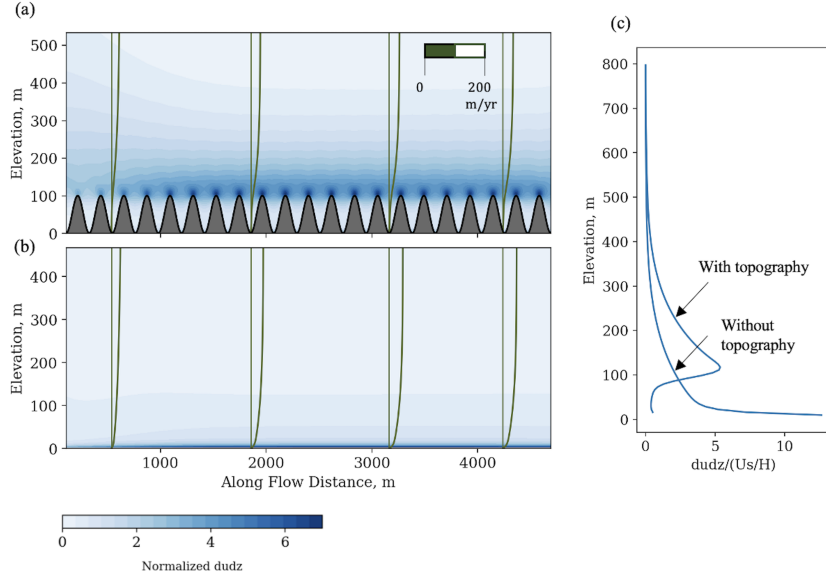 (a)
500
400
300
200
100
0
Elevation, m
0
200
m/yr
(b)
400
300
200
100
0
Elevation, m
1000
2000
3000
4000
Along Flow Distance, m
0
2
4
6
Normalized dudz
(c)
800
700
600
500
400
300
200
100
0
Elevation, m
With topography
Without
topography
0
5
10
dudz/(Us/H)